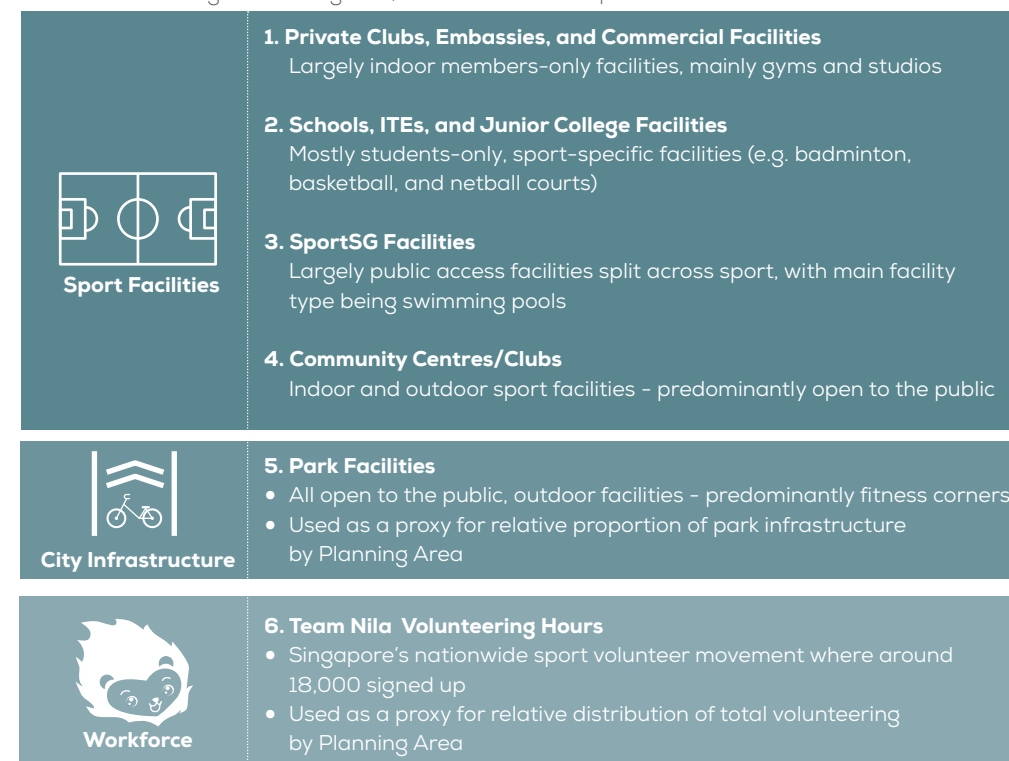 1. Private Clubs, Embassies, and Commercial Facilities
Largely indoor members-only facilities, mainly gyms and studios
2. Schools, ITEs, and Junior College Facilities
Mostly students-only, sport-specific facilities (e.g. badminton,
basketball, and netball courts)
3. SportSG Facilities
Largely public access facilities split across sport, with main facility
type being swimming pools
4. Community Centres/Clubs
Indoor and outdoor sport facilities - predominantly open to the public
Sport Facilities
5. Park Facilities
• All open to the public, outdoor facilities - predominantly fitness corners
• Used as a proxy for relative proportion of park infrastructure
by Planning Area
City Infrastructure
6. Team Nila Volunteering Hours
• Singapore's nationwide sport volunteer movement where around
18,000 signed up
• Used as a proxy for relative distribution of total volunteering
by Planning Area
Workforce